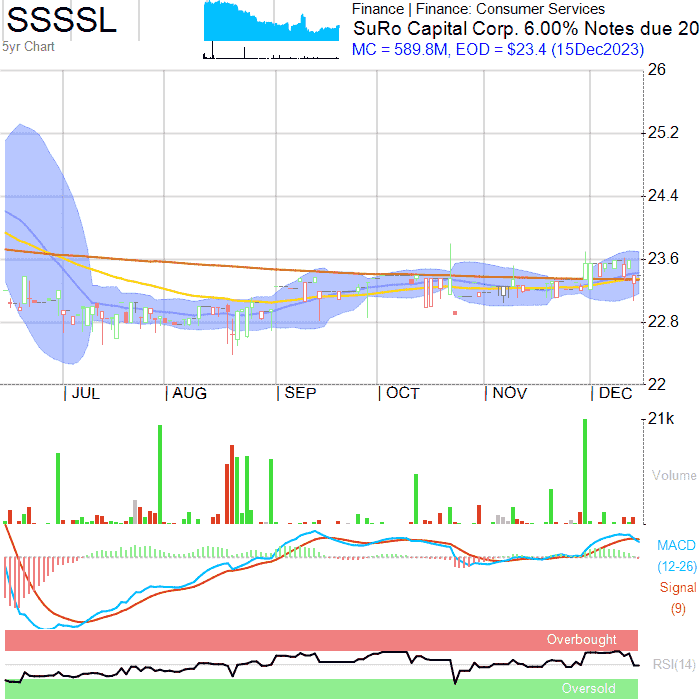 SSSSL
5yr Chart
Finance | Finance: Consumer Services
SuRo Capital Corp. 6.00% Notes due 20
MC = 589.8M, EOD = $23.4 (15Dec2023)
26
25.2
24.4
23.6
22.8
22
JUL AUG SEP OCT NOV DEC
21k
Volume
MACD
(12-26)
Signal
(9)
Overbought
RSI(14)
Oversold